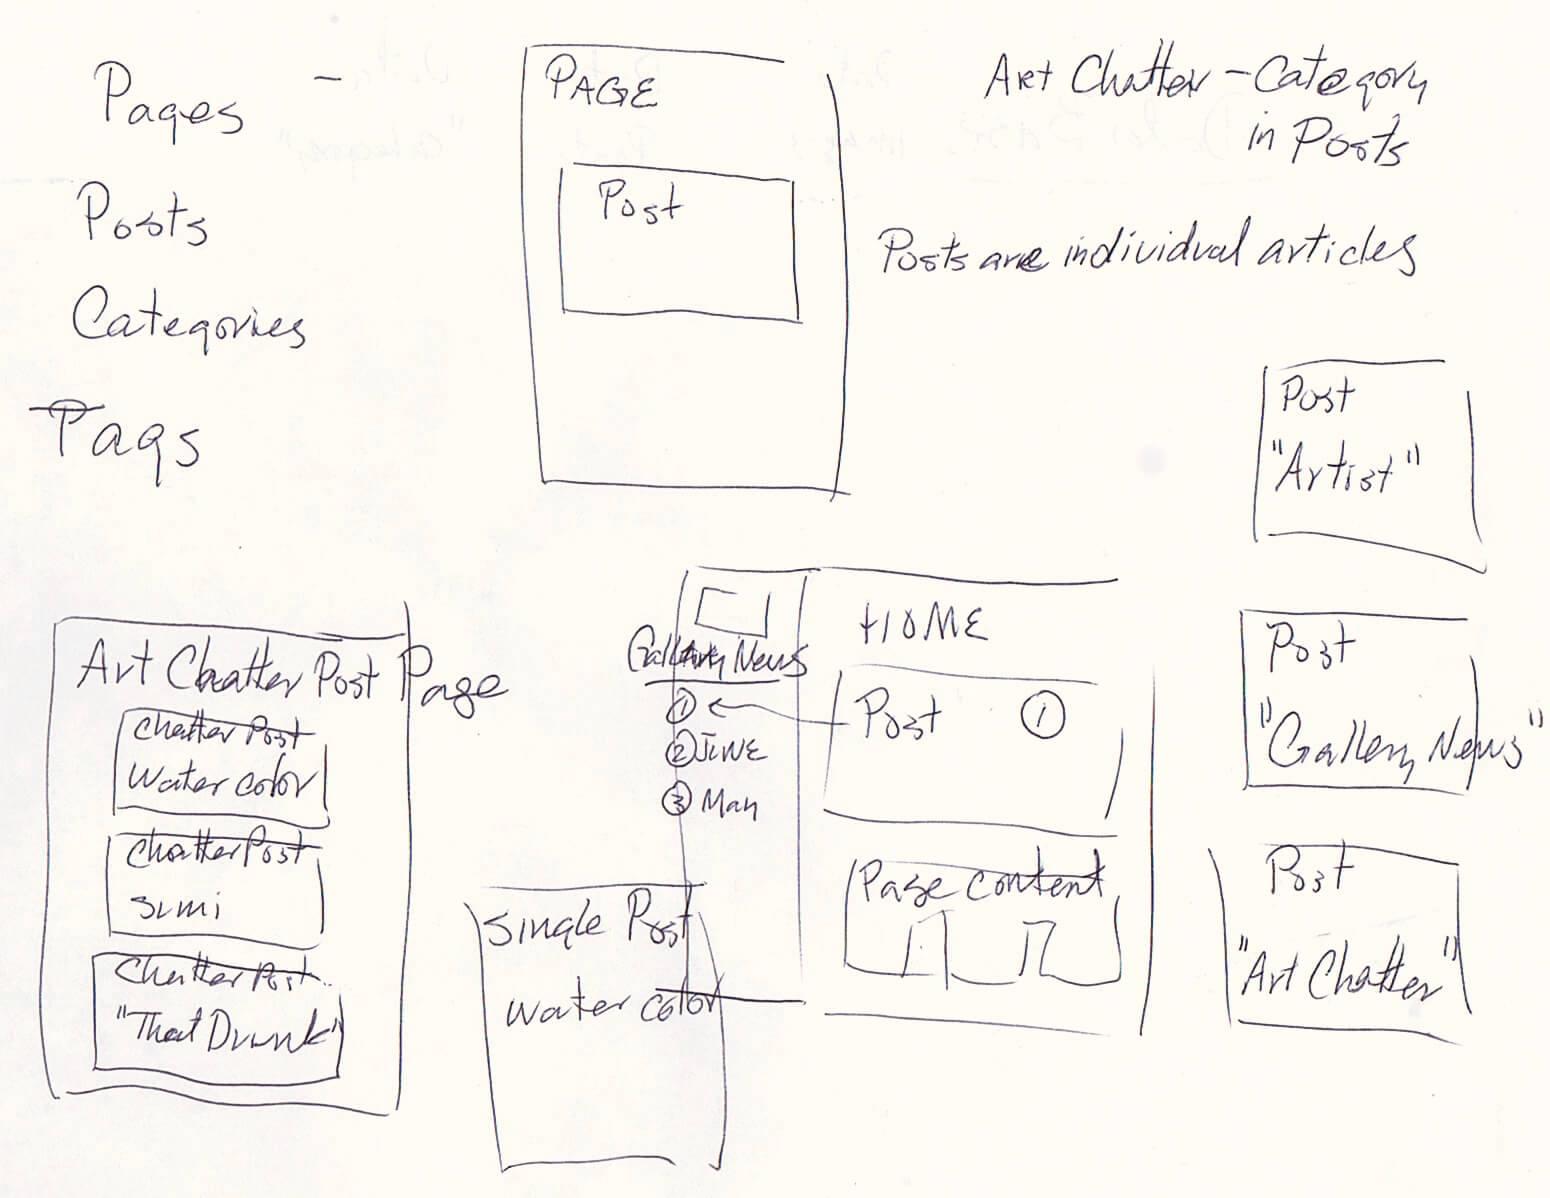 Pages –
Posts
Categories
Tags
PAGE
Post
Art Chatter – Category
in Posts
Posts are individual articles
Post
"Artist"
Post
"Gallery News"
Post
"Art Chatter"
Art Chatter Post Page
Chatter Post
Water color
Chatter Post
Sumi
Chatter Post
"That Drunk"
Single Post
Water color
Gallery News
1
2 JUNE
3 May
HOME
Post 1
Page content